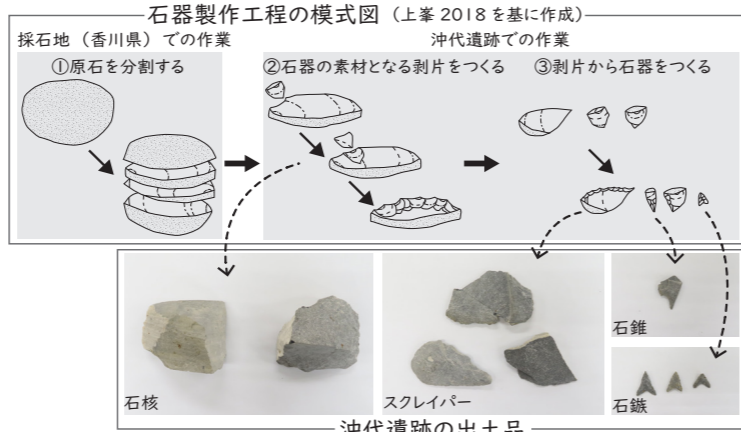 石器製作工程の模式図（上峯 2018 を基に作成）
採石地（香川県）での作業
沖代遺跡での作業
①原石を分割する
②石器の素材となる剥片をつくる
③剥片から石器をつくる
石核
スクレイパー
石錐
石鏃
沖代遺跡の出土品